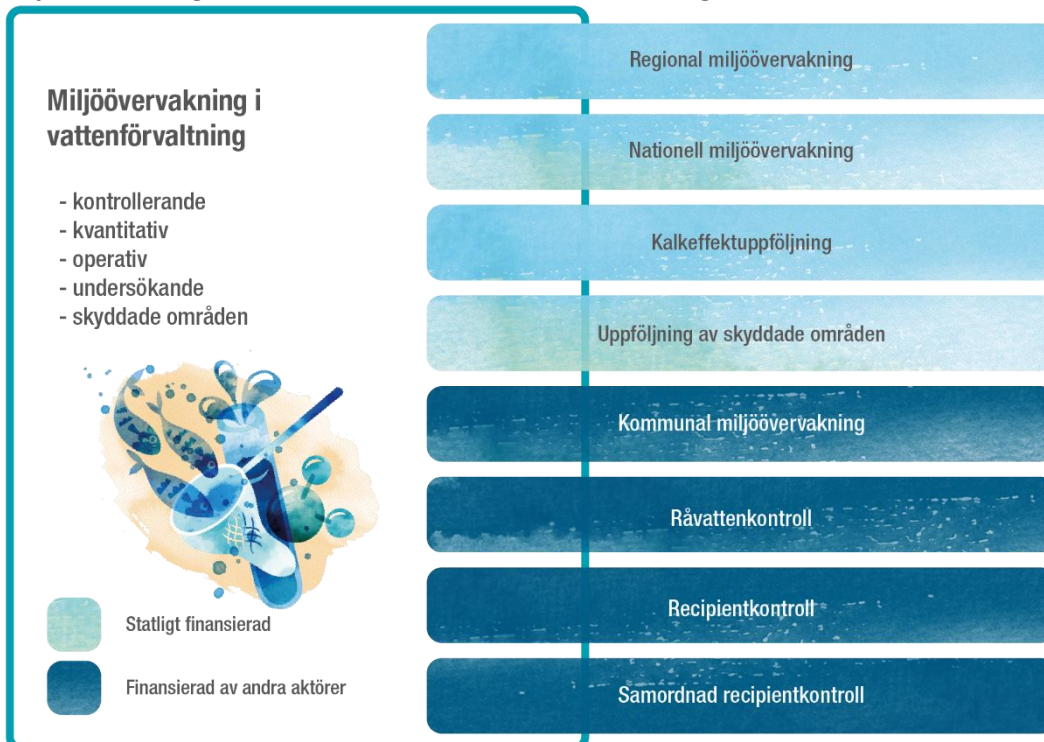 Miljöövervakning i
vattenförvaltning
- kontrollerande
- kvantitativ
- operativ
- undersökande
- skyddade områden
Statligt finansierad
Finansierad av andra aktörer
Regional miljöövervakning
Nationell miljöövervakning
Kalkeffektuppföljning
Uppföljning av skyddade områden
Kommunal miljöövervakning
Råvattenkontroll
Recipientkontroll
Samordnad recipientkontroll